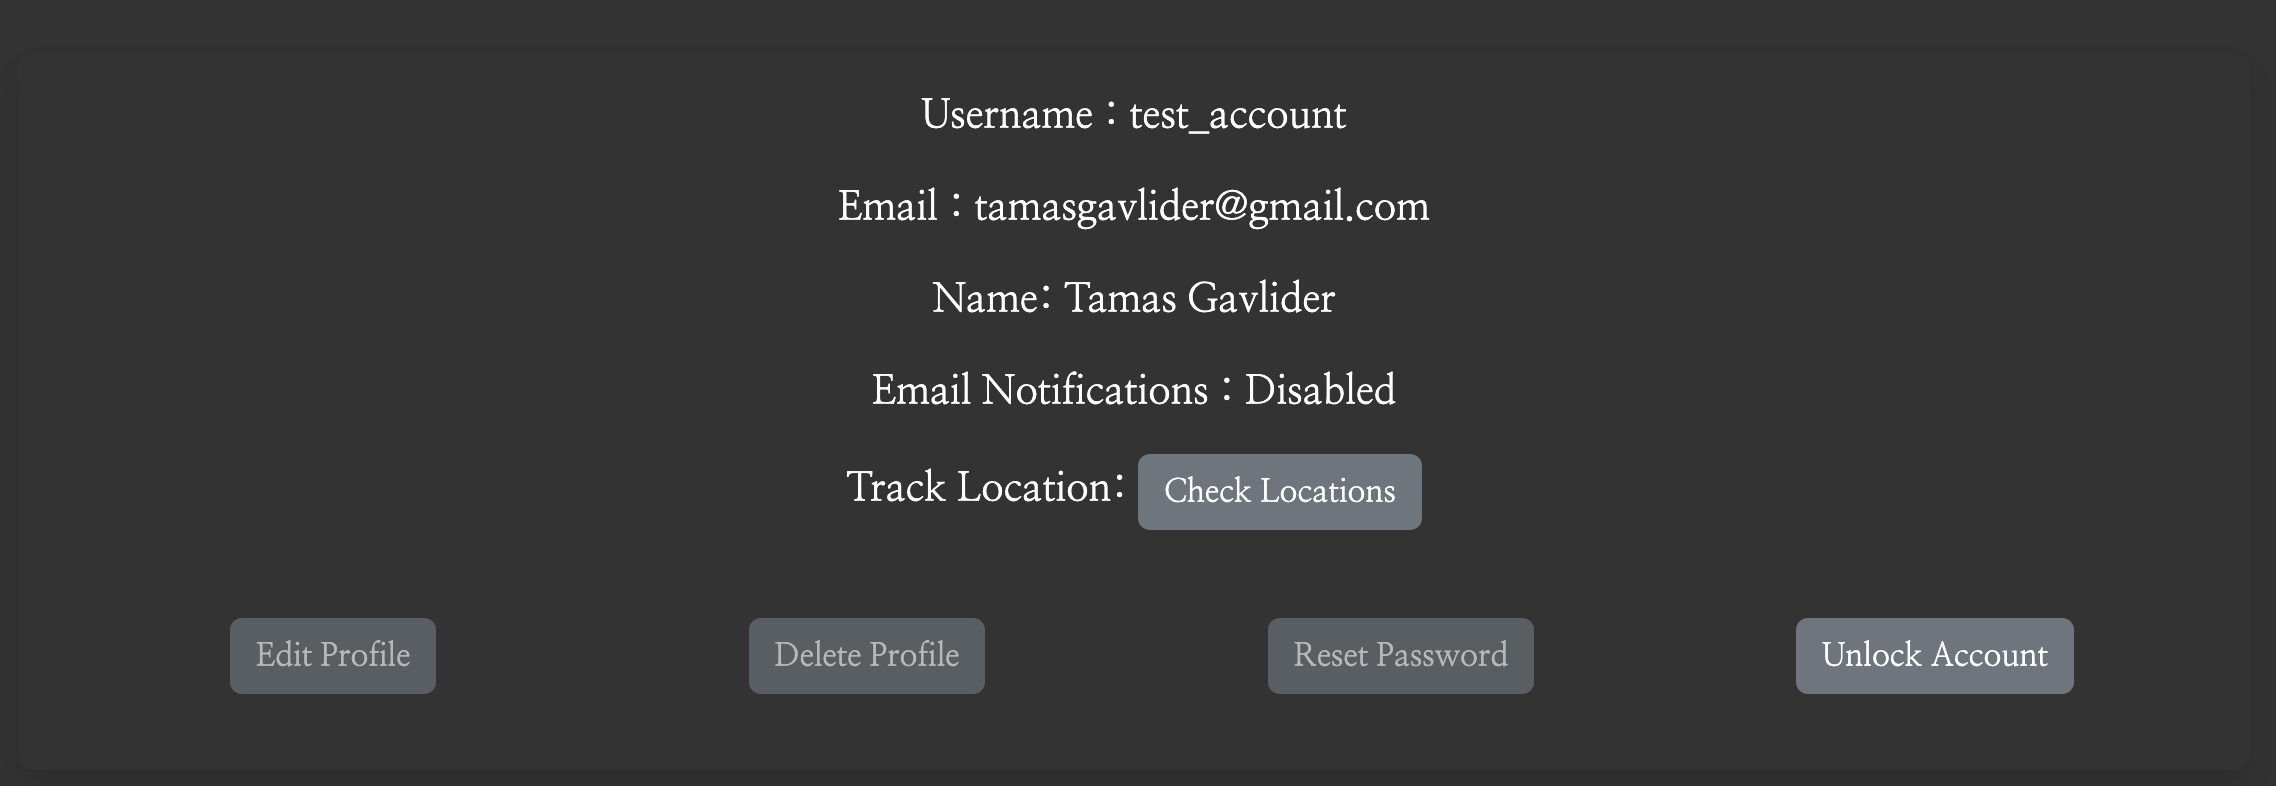 Username : test_account
Email : tamasgavlider@gmail.com
Name: Tamas Gavlider
Email Notifications : Disabled
Track Location: Check Locations
Edit Profile Delete Profile Reset Password Unlock Account